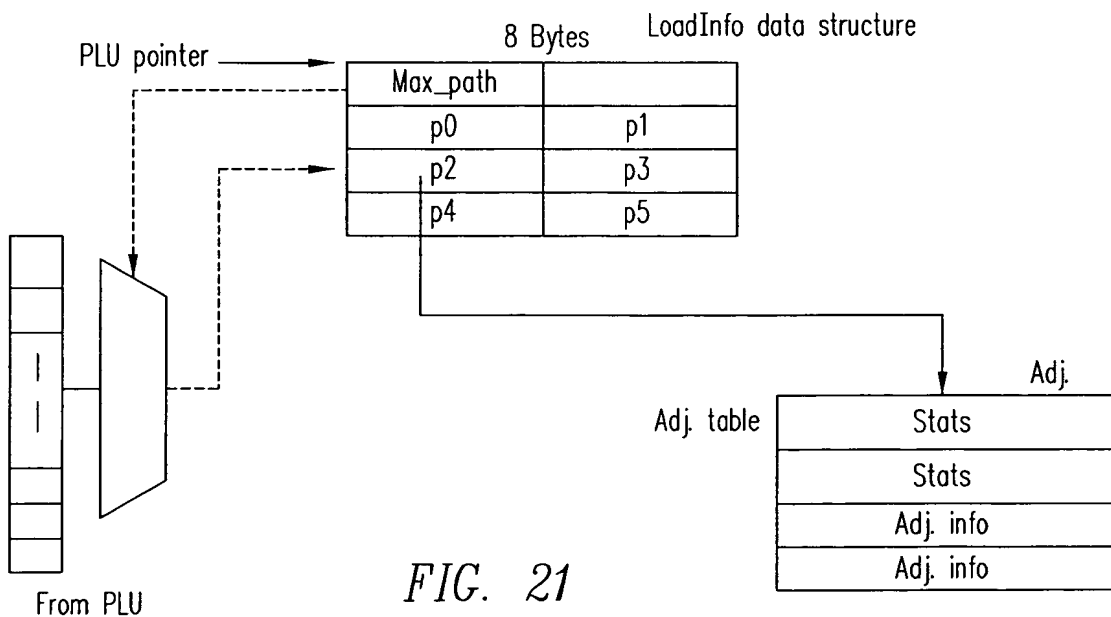 LoadInfo data structure
8 Bytes
PLU pointer
Max_path
p0 p1
p2 p3
p4 p5
Adj.
Adj. table
Stats
Stats
Adj. info
Adj. info
From PLU
FIG. 21